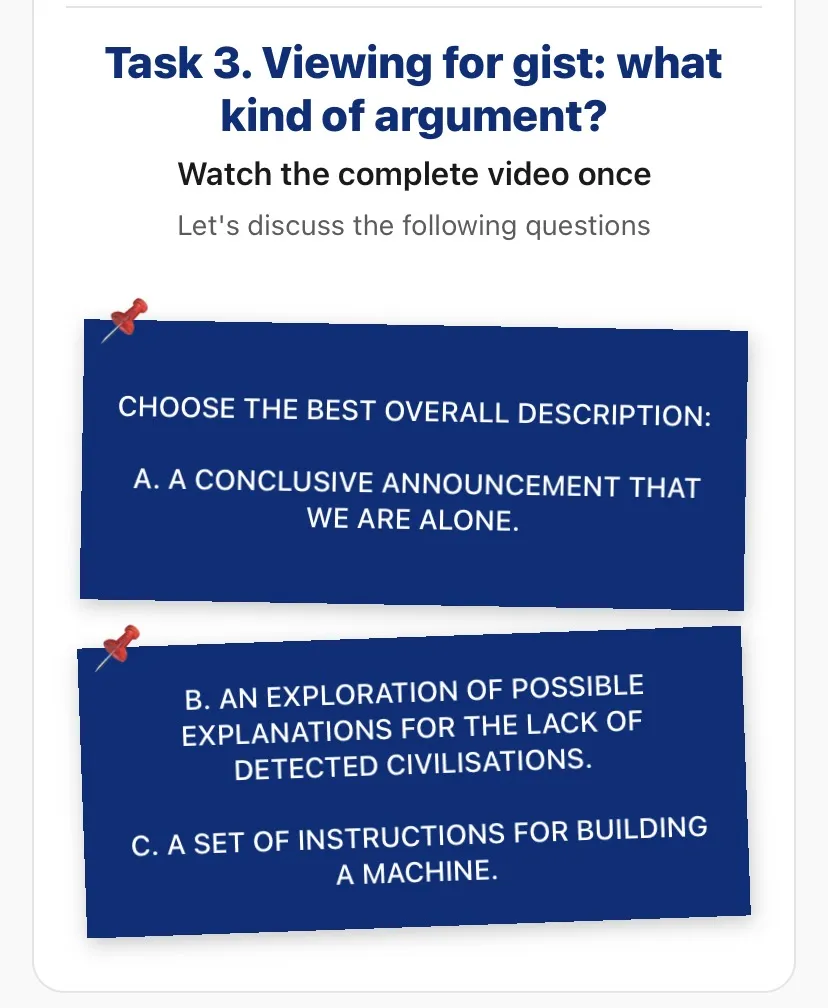 Task 3. Viewing for gist: what
kind of argument?
Watch the complete video once
Let's discuss the following questions
CHOOSE THE BEST OVERALL DESCRIPTION:
A. A CONCLUSIVE ANNOUNCEMENT THAT
WE ARE ALONE.
B. AN EXPLORATION OF POSSIBLE
EXPLANATIONS FOR THE LACK OF
DETECTED CIVILISATIONS.
C. A SET OF INSTRUCTIONS FOR BUILDING
A MACHINE.